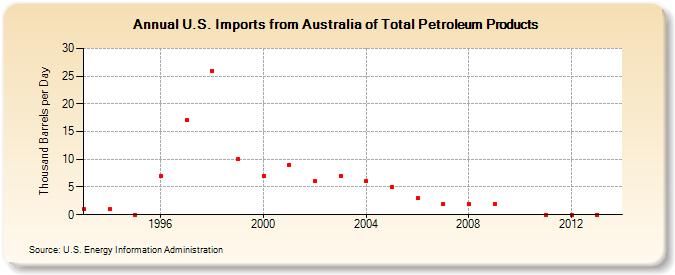 Annual U.S. Imports from Australia of Total Petroleum Products
Thousand Barrels per Day
30
25
20
15
10
5
0
1996 2000 2004 2008 2012
Source: U.S. Energy Information Administration